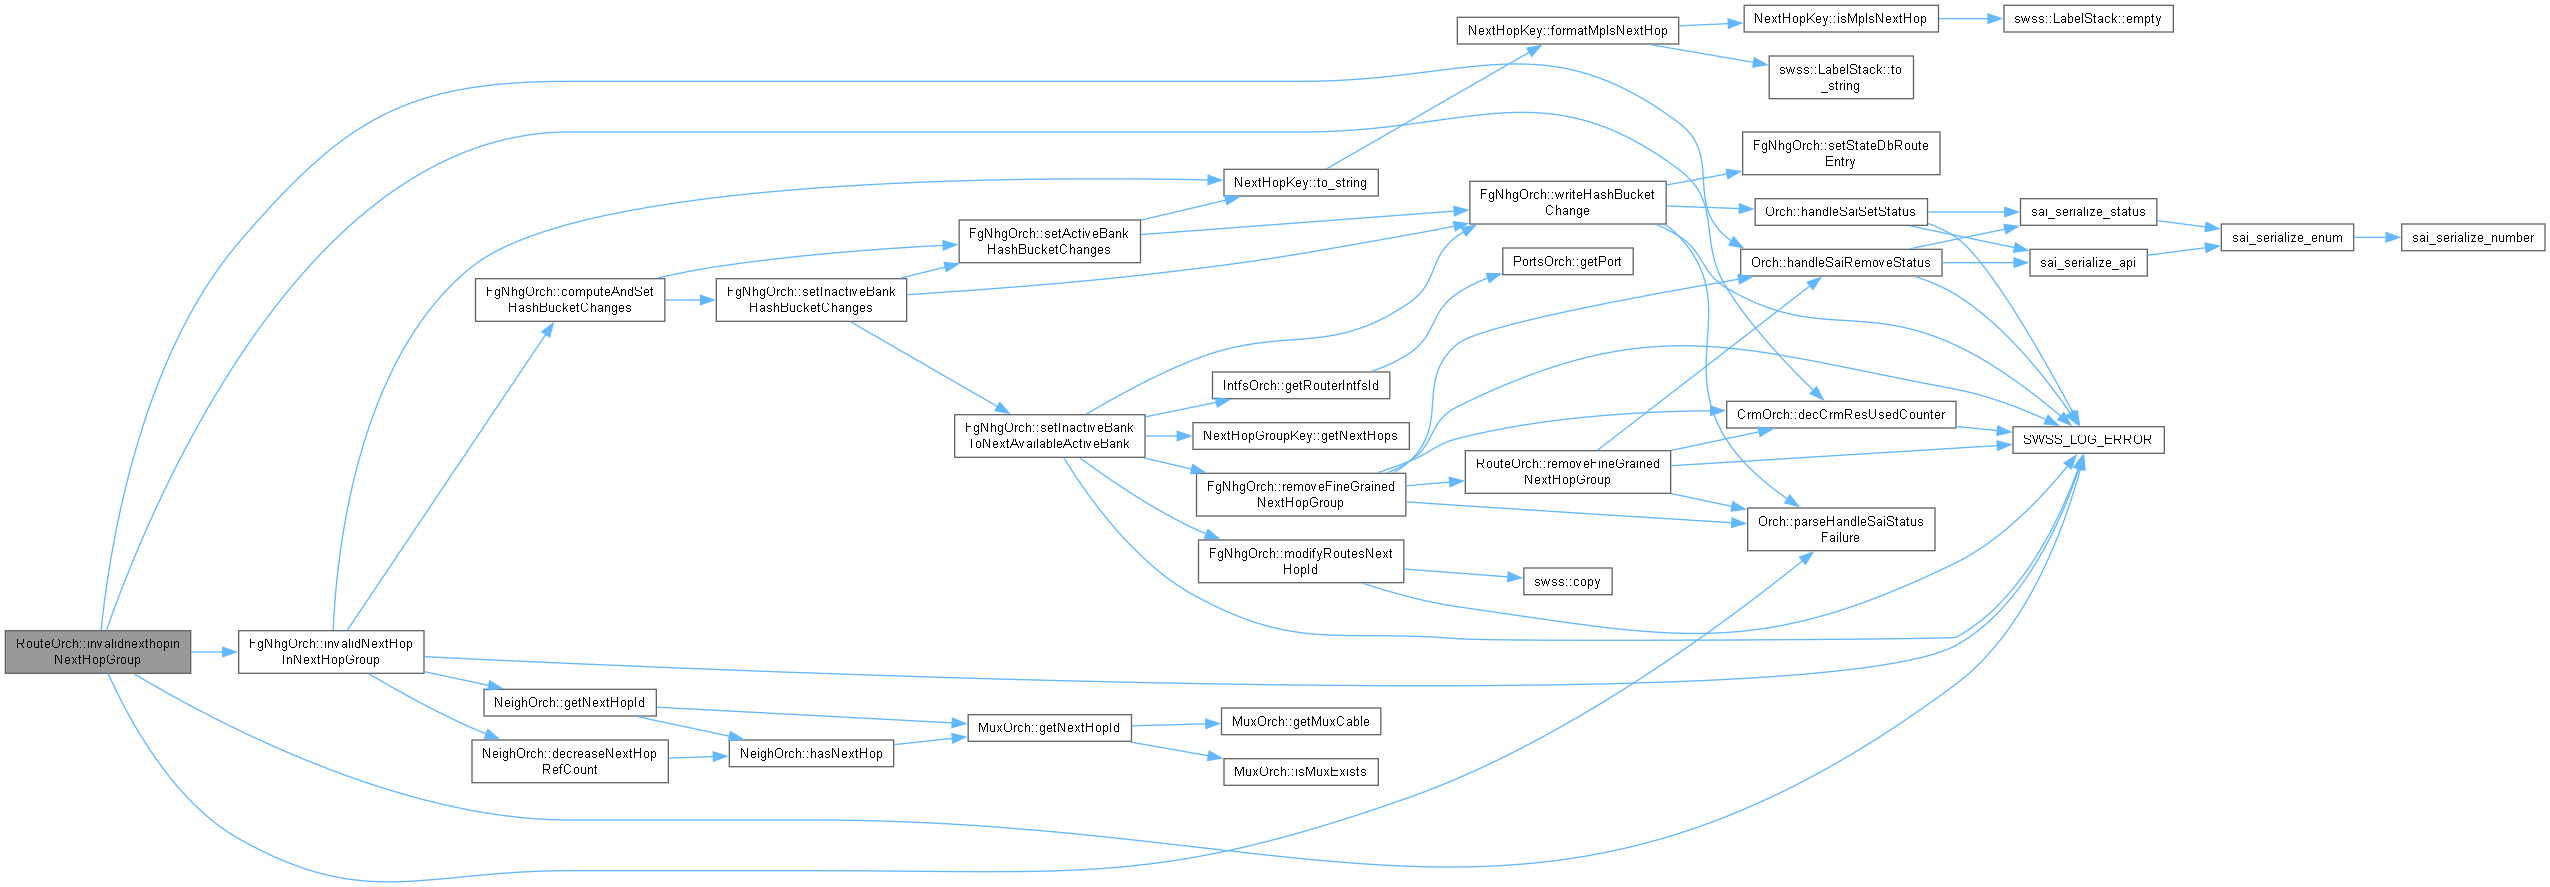 RouteOrch::invalidnexthopin
NextHopGroup
FgNhgOrch::invalidNextHop
InNextHopGroup
FgNhgOrch::computeAndSet
HashBucketChanges
FgNhgOrch::setInactiveBank
HashBucketChanges
FgNhgOrch::setActiveBank
HashBucketChanges
NextHopKey::to_string
NextHopKey::formatMplsNextHop
NextHopKey::isMplsNextHop
swss::LabelStack::empty
swss::LabelStack::to
_string
FgNhgOrch::writeHashBucket
Change
FgNhgOrch::setStateDbRoute
Entry
Orch::handleSaiSetStatus
sai_serialize_status
sai_serialize_enum
sai_serialize_number
sai_serialize_api
Orch::handleSaiRemoveStatus
PortsOrch::getPort
IntfsOrch::getRouterIntfsId
FgNhgOrch::setInactiveBank
ToNextAvailableActiveBank
NextHopGroupKey::getNextHops
CrmOrch::decCrmResUsedCounter
SWSS_LOG_ERROR
RouteOrch::removeFineGrained
NextHopGroup
FgNhgOrch::removeFineGrained
NextHopGroup
Orch::parseHandleSaiStatus
Failure
FgNhgOrch::modifyRoutesNext
HopId
swss::copy
NeighOrch::getNextHopId
NeighOrch::decreaseNextHop
RefCount
NeighOrch::hasNextHop
MuxOrch::getNextHopId
MuxOrch::getMuxCable
MuxOrch::isMuxExists